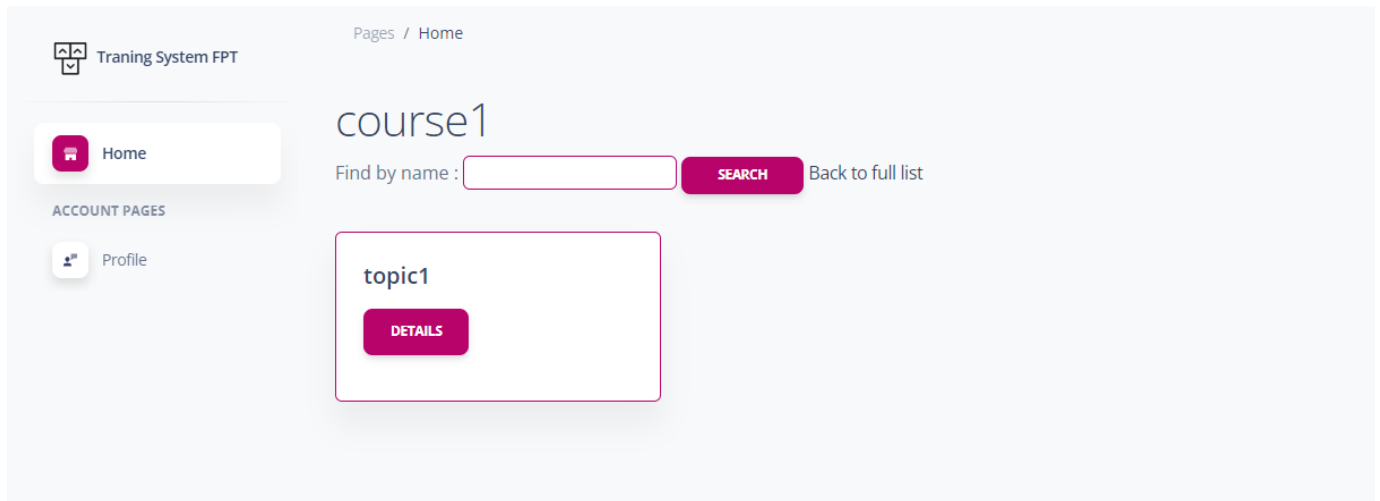 Traning System FPT
Home
ACCOUNT PAGES
Profile
Pages / Home
course1
Find by name : SEARCH Back to full list
topic1
DETAILS